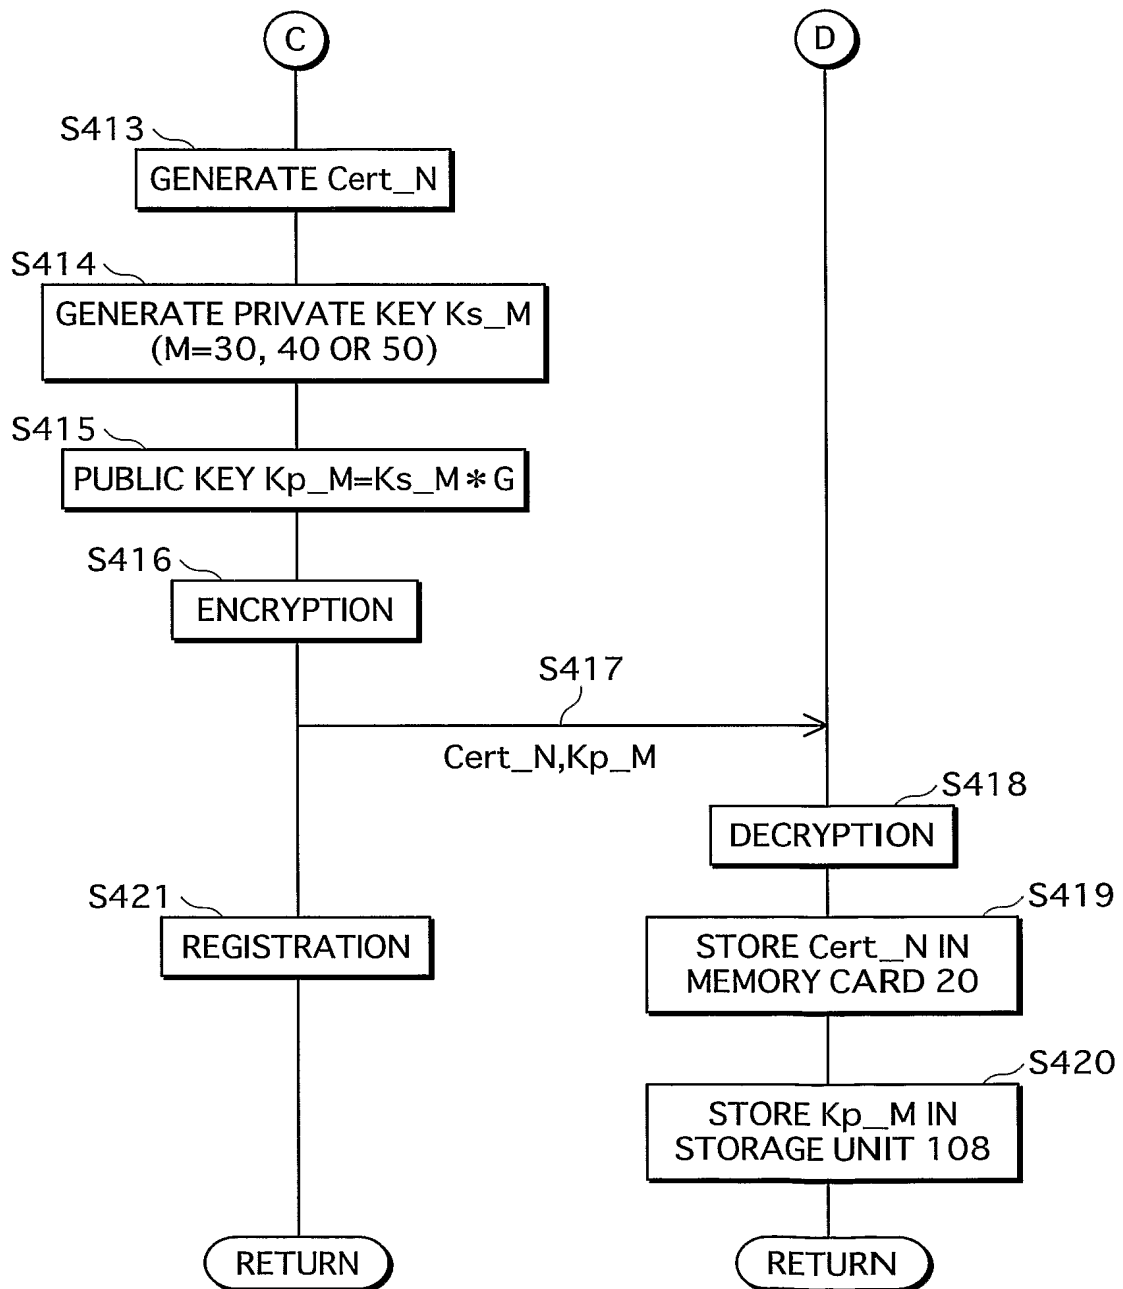 C
D
S413
GENERATE Cert_N
S414
GENERATE PRIVATE KEY Ks_M
(M=30, 40 OR 50)
S415
PUBLIC KEY Kp_M=Ks_M*G
S416
ENCRYPTION
S417
Cert_N,Kp_M
S418
DECRYPTION
S421
REGISTRATION
S419
STORE Cert_N IN
MEMORY CARD 20
S420
STORE Kp_M IN
STORAGE UNIT 108
RETURN
RETURN